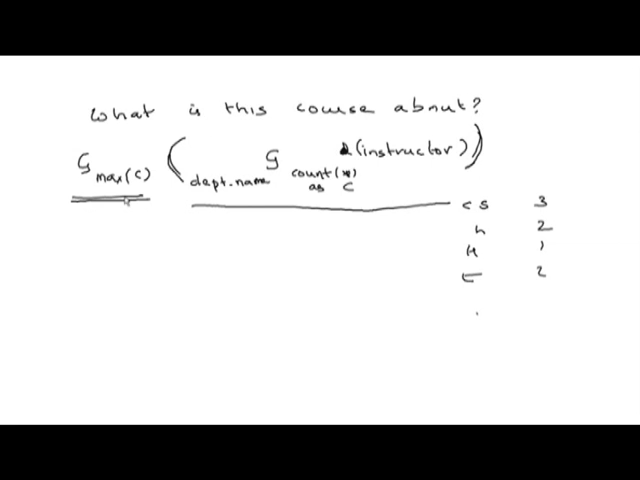 What is this course about?
G max(c) ( dept.name G count(*) as C (instructor) )
CS 3
2
H 1
E 2